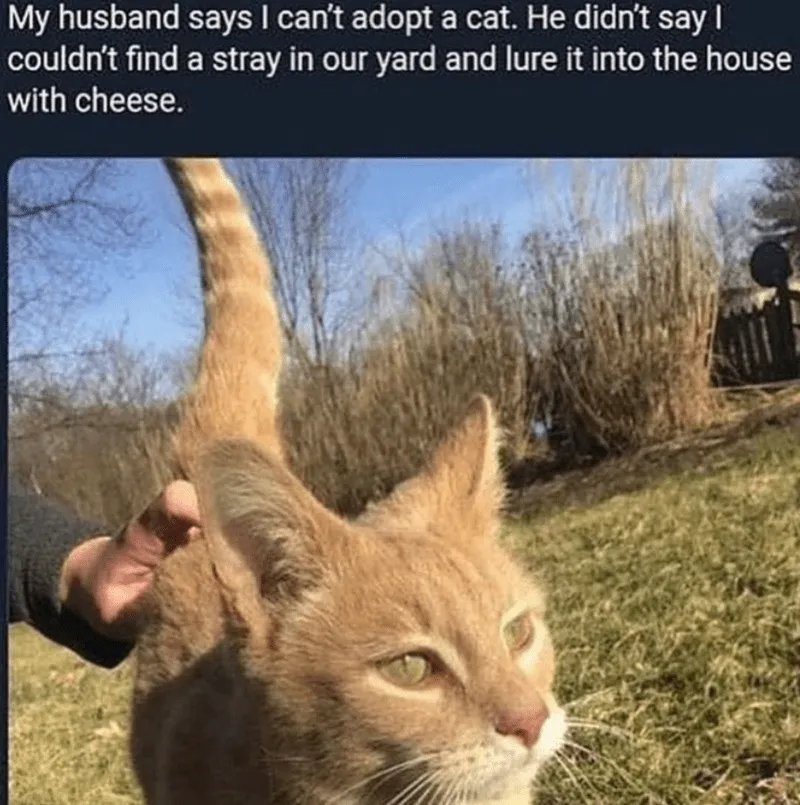 My husband says I can't adopt a cat. He didn't say I
couldn't find a stray in our yard and lure it into the house
with cheese.